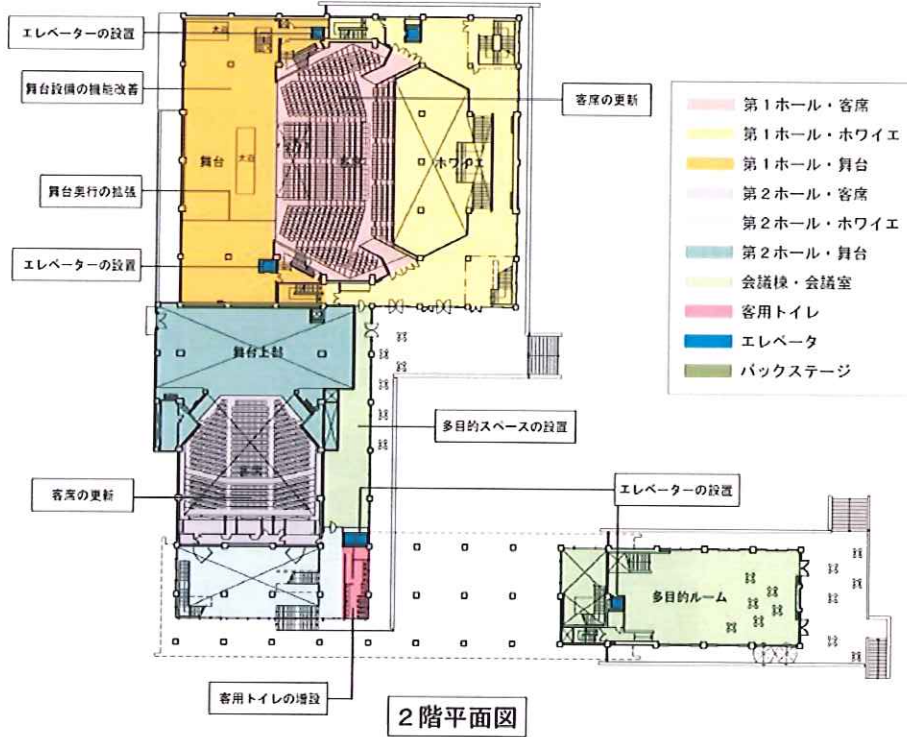 エレベーターの設置
舞台設備の機能改善
客席の更新
舞台
大迫
客席
ホワイエ
舞台奥行の拡張
エレベーターの設置
第1ホール・客席
第1ホール・ホワイエ
第1ホール・舞台
第2ホール・客席
第2ホール・ホワイエ
第2ホール・舞台
会議棟・会議室
客用トイレ
エレベータ
バックステージ
舞台上部
多目的スペースの設置
客席
客席の更新
エレベーターの設置
多目的ルーム
客用トイレの増設
2階平面図